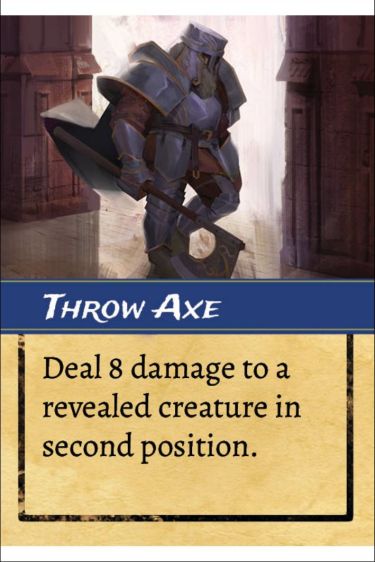 Throw Axe
Deal 8 damage to a
revealed creature in
second position.